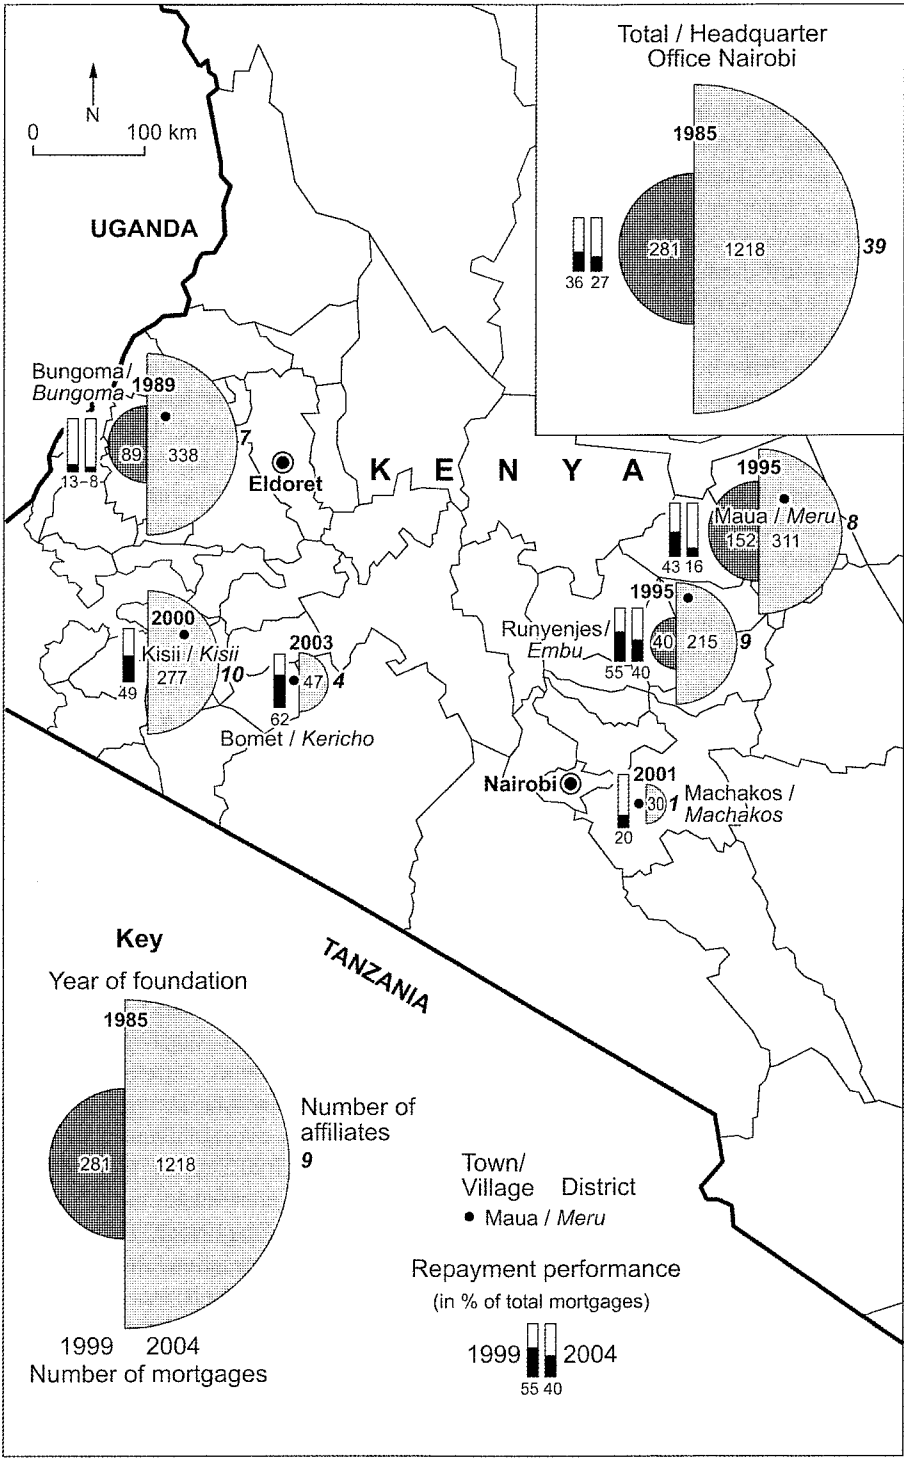 N
0 100 km
UGANDA
Total / Headquarter
Office Nairobi
1985
281 1218
39
36 27
Bungoma /
Bungoma
1989
89 338
7
13 8
Eldoret
KENYA
1995
Maua / Meru
152 311
8
43 16
1995
Runyenjes/
Embu
40 215
9
55 40
2000
Kisii / Kisii
277
10
49
2003
47
4
62
Bomet / Kericho
Nairobi
2001
30
1
20
Machakos /
Machakos
TANZANIA
Key
Year of foundation
1985
281 1218
Number of
affiliates
9
1999 2004
Number of mortgages
Town/
Village District
Maua / Meru
Repayment performance
(in % of total mortgages)
1999 2004
55 40